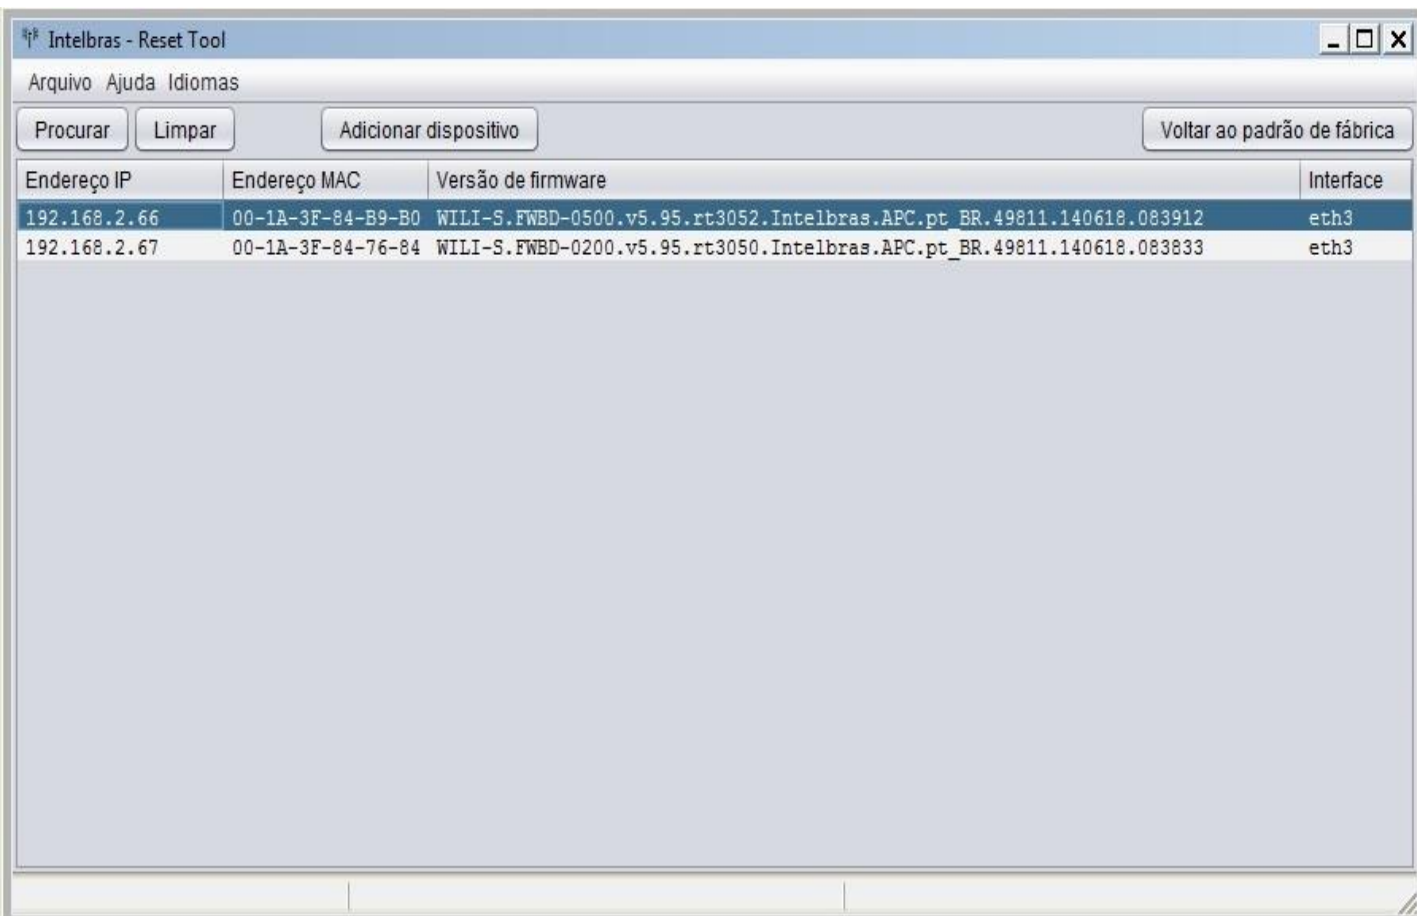 Intelbras - Reset Tool
Arquivo Ajuda Idiomas
Procurar Limpar Adicionar dispositivo Voltar ao padrão de fábrica
Endereço IP Endereço MAC Versão de firmware Interface
192.168.2.66 00-1A-3F-84-B9-B0 WILI-S.FWBD-0500.v5.95.rt3052.Intelbras.APC.pt_BR.49811.140618.083912 eth3
192.168.2.67 00-1A-3F-84-76-84 WILI-S.FWBD-0200.v5.95.rt3050.Intelbras.APC.pt_BR.49811.140618.083833 eth3